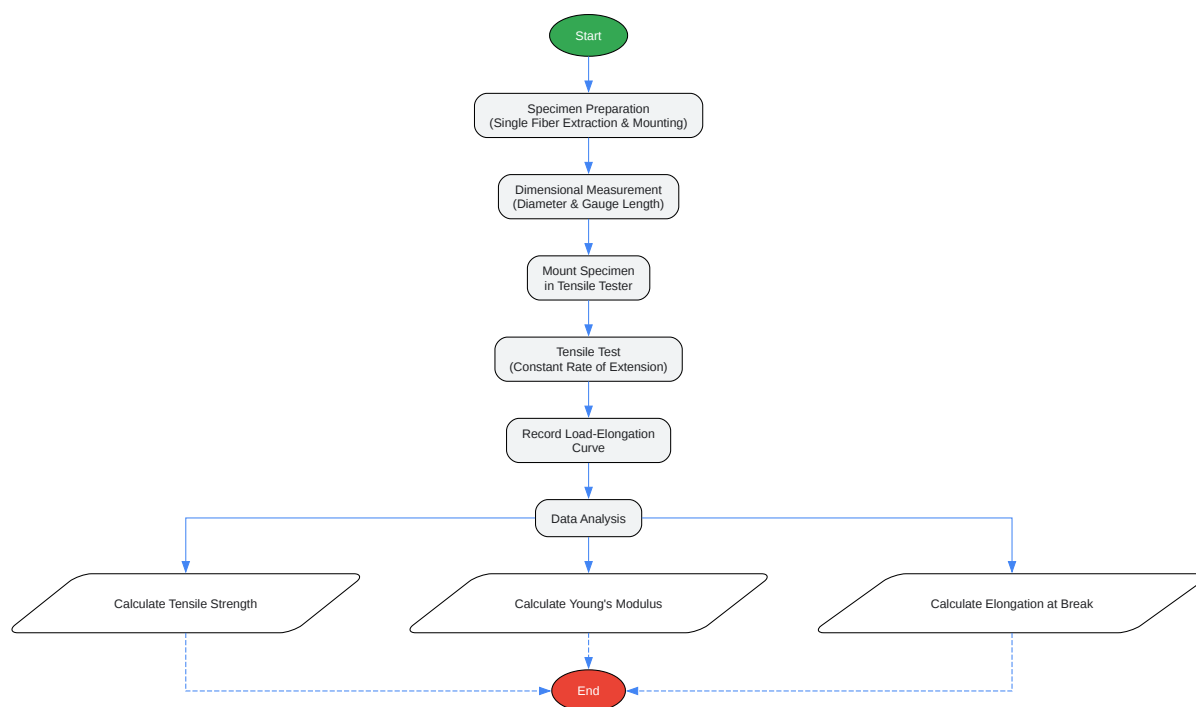 Start
Specimen Preparation
(Single Fiber Extraction & Mounting)
Dimensional Measurement
(Diameter & Gauge Length)
Mount Specimen
in Tensile Tester
Tensile Test
(Constant Rate of Extension)
Record Load-Elongation
Curve
Data Analysis
Calculate Tensile Strength
Calculate Young's Modulus
Calculate Elongation at Break
End